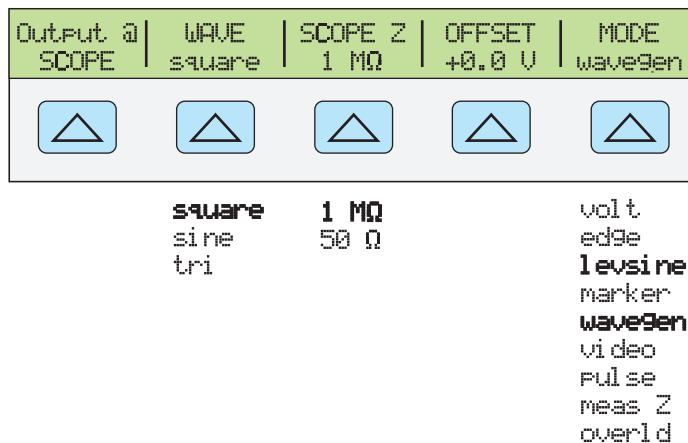 Output @ SCOPE
WAVE square
SCOPE Z 1 MΩ
OFFSET +0.0 V
MODE wavegen
square
sine
tri
1 MΩ
50 Ω
volt
edge
levsine
marker
wavegen
video
pulse
meas Z
overld